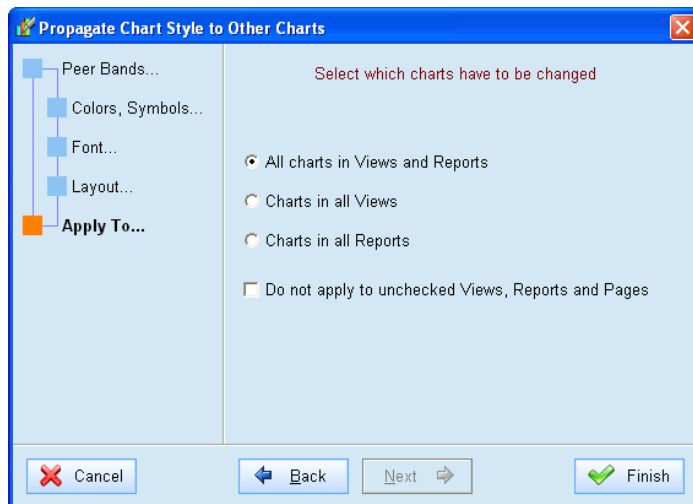 Propagate Chart Style to Other Charts
Peer Bands...
Colors, Symbols...
Font...
Layout...
Apply To...
Select which charts have to be changed
All charts in Views and Reports
Charts in all Views
Charts in all Reports
Do not apply to unchecked Views, Reports and Pages
Cancel
Back
Next
Finish